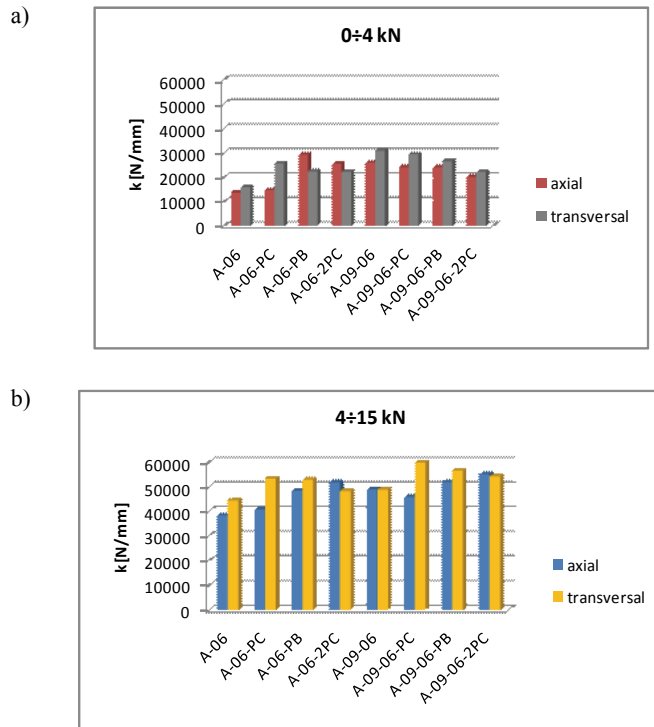 a)
0÷4 kN
k [N/mm]
60000
50000
40000
30000
20000
10000
0
A-06
A-06-PC
A-06-PB
A-06-2PC
A-09-06
A-09-06-PC
A-09-06-PB
A-09-06-2PC
axial
transversal
b)
4÷15 kN
k [N/mm]
60000
50000
40000
30000
20000
10000
0
A-06
A-06-PC
A-06-PB
A-06-2PC
A-09-06
A-09-06-PC
A-09-06-PB
A-09-06-2PC
axial
transversal